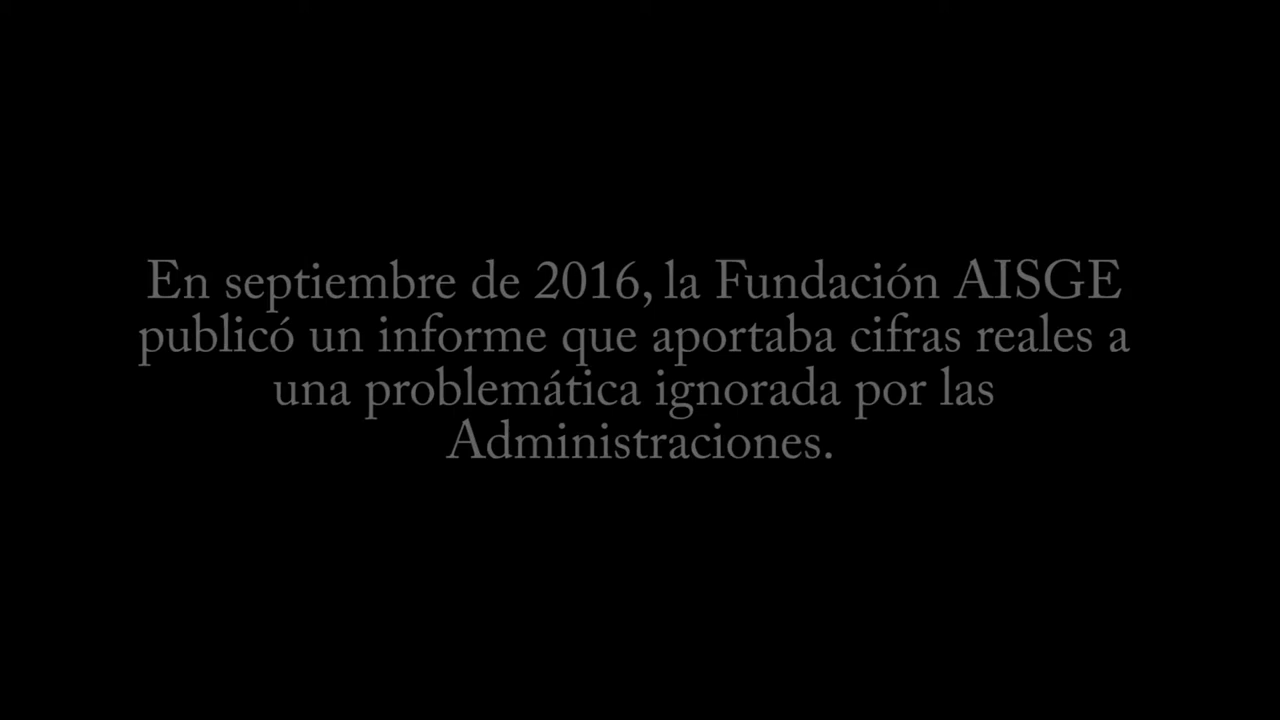 En septiembre de 2016, la Fundación AISGE
publicó un informe que aportaba cifras reales a
una problemática ignorada por las
Administraciones.